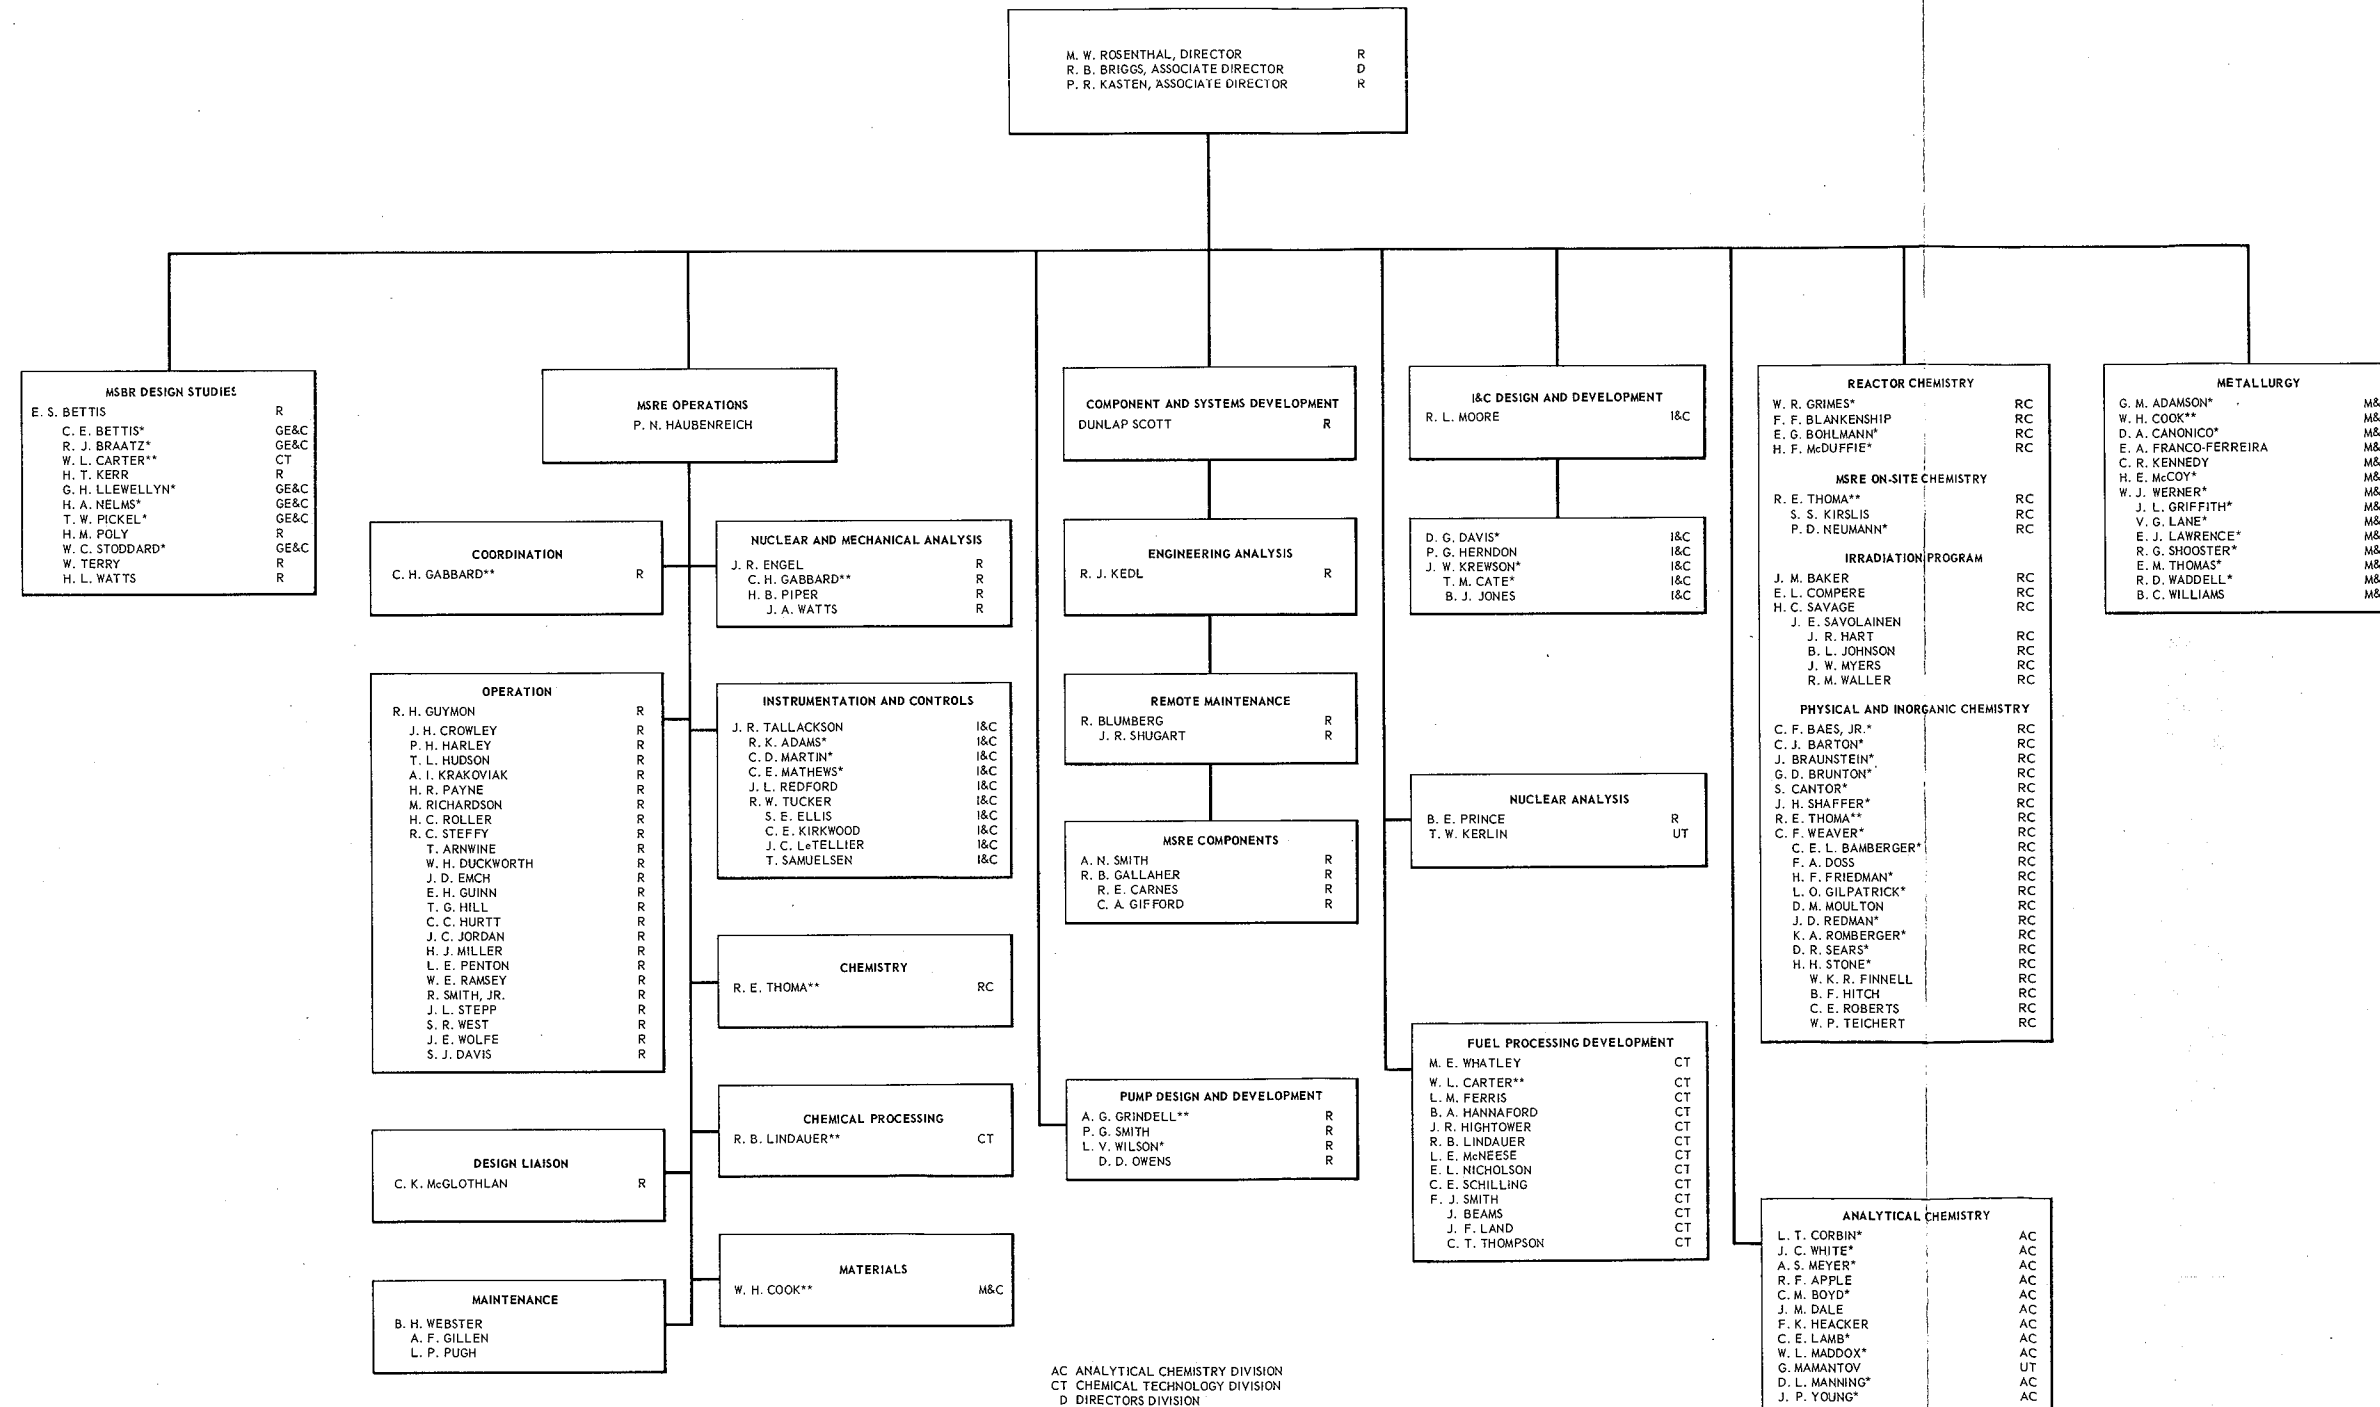 M. W. ROSENTHAL, DIRECTOR R
R. B. BRIGGS, ASSOCIATE DIRECTOR D
P. R. KASTEN, ASSOCIATE DIRECTOR R
MSBR DESIGN STUDIES
E. S. BETTIS R
C. E. BETTIS* GE&C
R. J. BRAATZ* GE&C
W. L. CARTER** CT
H. T. KERR R
G. H. LLEWELLYN* GE&C
H. A. NELMS* GE&C
T. W. PICKEL* GE&C
H. M. POLY R
W. C. STODDARD* GE&C
W. TERRY R
H. L. WATTS R
MSRE OPERATIONS
P. N. HAUBENREICH
COORDINATION
C. H. GABBARD** R
NUCLEAR AND MECHANICAL ANALYSIS
J. R. ENGEL R
C. H. GABBARD** R
H. B. PIPER R
J. A. WATTS R
OPERATION
R. H. GUYMON R
J. H. CROWLEY R
P. H. HARLEY R
T. L. HUDSON R
A. I. KRAKOVIAK R
H. R. PAYNE R
M. RICHARDSON R
H. C. ROLLER R
R. C. STEFFY R
T. ARNWINE R
W. H. DUCKWORTH R
J. D. EMCH R
E. H. GUINN R
T. G. HILL R
C. C. HURTT R
J. C. JORDAN R
H. J. MILLER R
L. E. PENTON R
W. E. RAMSEY R
R. SMITH, JR. R
J. L. STEPP R
S. R. WEST R
J. E. WOLFE R
S. J. DAVIS R
INSTRUMENTATION AND CONTROLS
J. R. TALLACKSON I&C
R. K. ADAMS* I&C
C. D. MARTIN* I&C
C. E. MATHEWS* I&C
J. L. REDFORD I&C
R. W. TUCKER I&C
S. E. ELLIS I&C
C. E. KIRKWOOD I&C
J. C. LeTELLIER I&C
T. SAMUELSEN I&C
CHEMISTRY
R. E. THOMA** RC
CHEMICAL PROCESSING
R. B. LINDAUER** CT
DESIGN LIAISON
C. K. McGLOTHLAN R
MATERIALS
W. H. COOK** M&C
MAINTENANCE
B. H. WEBSTER
A. F. GILLEN
L. P. PUGH
COMPONENT AND SYSTEMS DEVELOPMENT
DUNLAP SCOTT R
ENGINEERING ANALYSIS
R. J. KEDL R
REMOTE MAINTENANCE
R. BLUMBERG R
J. R. SHUGART R
MSRE COMPONENTS
A. N. SMITH R
R. B. GALLAHER R
R. E. CARNES R
C. A. GIFFORD R
PUMP DESIGN AND DEVELOPMENT
A. G. GRINDELL** R
P. G. SMITH R
L. V. WILSON* R
D. D. OWENS R
I&C DESIGN AND DEVELOPMENT
R. L. MOORE I&C
D. G. DAVIS* I&C
P. G. HERNDON I&C
J. W. KREWSON* I&C
T. M. CATE* I&C
B. J. JONES I&C
NUCLEAR ANALYSIS
B. E. PRINCE R
T. W. KERLIN UT
FUEL PROCESSING DEVELOPMENT
M. E. WHATLEY CT
W. L. CARTER** CT
L. M. FERRIS CT
B. A. HANNAFORD CT
J. R. HIGHTOWER CT
R. B. LINDAUER CT
L. E. McNEESE CT
E. L. NICHOLSON CT
C. E. SCHILLING CT
F. J. SMITH CT
J. BEAMS CT
J. F. LAND CT
C. T. THOMPSON CT
REACTOR CHEMISTRY
W. R. GRIMES* RC
F. F. BLANKENSHIP RC
E. G. BOHLMANN* RC
H. F. McDUFFIE* RC
MSRE ON-SITE CHEMISTRY
R. E. THOMA** RC
S. S. KIRSLIS RC
P. D. NEUMANN* RC
IRRADIATION PROGRAM
J. M. BAKER RC
E. L. COMPERE RC
H. C. SAVAGE RC
J. E. SAVOLAINEN
J. R. HART RC
B. L. JOHNSON RC
J. W. MYERS RC
R. M. WALLER RC
PHYSICAL AND INORGANIC CHEMISTRY
C. F. BAES, JR.* RC
C. J. BARTON* RC
J. BRAUNSTEIN* RC
G. D. BRUNTON* RC
S. CANTOR* RC
J. H. SHAFFER* RC
R. E. THOMA** RC
C. F. WEAVER* RC
C. E. L. BAMBERGER* RC
F. A. DOSS RC
H. F. FRIEDMAN* RC
L. O. GILPATRICK* RC
D. M. MOULTON RC
J. D. REDMAN* RC
K. A. ROMBERGER* RC
D. R. SEARS* RC
H. H. STONE* RC
W. K. R. FINNELL RC
B. F. HITCH RC
C. E. ROBERTS RC
W. P. TEICHERT RC
ANALYTICAL CHEMISTRY
L. T. CORBIN* AC
J. C. WHITE* AC
A. S. MEYER* AC
R. F. APPLE AC
C. M. BOYD* AC
J. M. DALE AC
F. K. HEACKER AC
C. E. LAMB* AC
W. L. MADDOX* AC
G. MAMANTOV UT
D. L. MANNING* AC
J. P. YOUNG* AC
METALLURGY
G. M. ADAMSON* M&
W. H. COOK** M&
D. A. CANONICO* M&
E. A. FRANCO-FERREIRA M&
C. R. KENNEDY M&
H. E. McCOY* M&
W. J. WERNER* M&
J. L. GRIFFITH* M&
V. G. LANE* M&
E. J. LAWRENCE* M&
R. G. SHOOSTER* M&
E. M. THOMAS* M&
R. D. WADDELL* M&
B. C. WILLIAMS M&
AC ANALYTICAL CHEMISTRY DIVISION
CT CHEMICAL TECHNOLOGY DIVISION
D DIRECTORS DIVISION